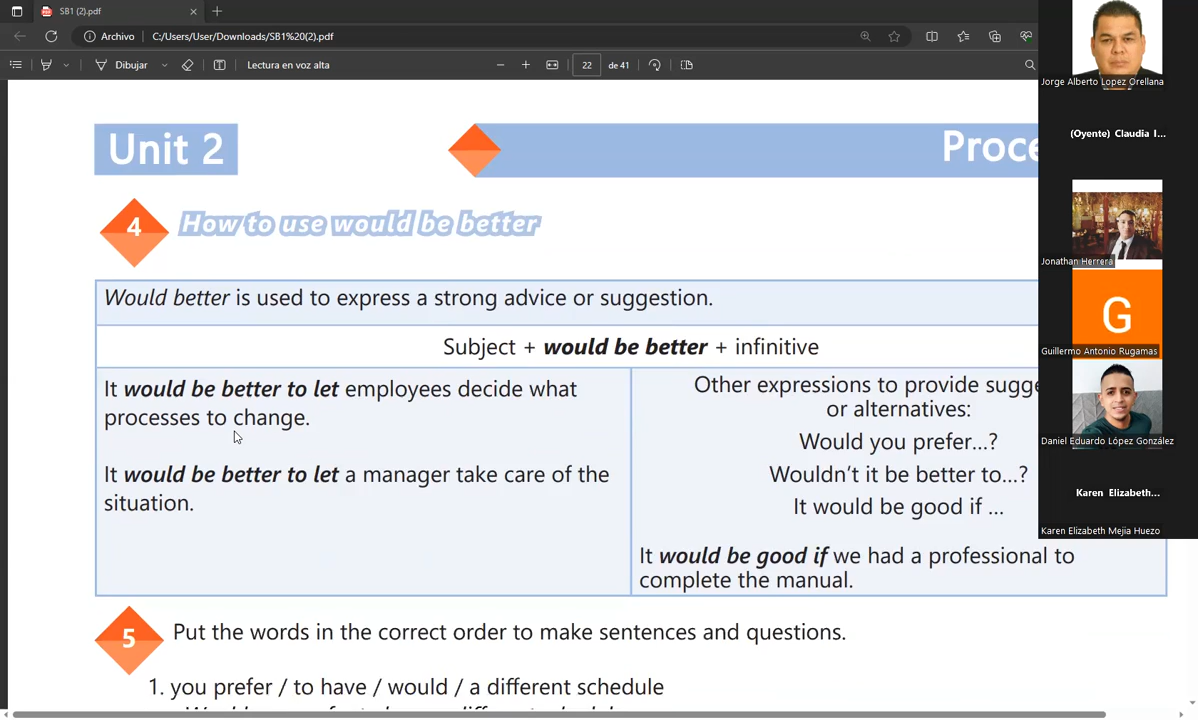 SB1 (2).pdf
Archivo C:/Users/User/Downloads/SB1%20(2).pdf
Dibujar Lectura en voz alta 22 de 41
Unit 2
4 How to use would be better
Would better is used to express a strong advice or suggestion.
Subject + would be better + infinitive
It would be better to let employees decide what
processes to change.
It would be better to let a manager take care of the
situation.
Other expressions to provide
or alternatives:
Would you prefer...?
Wouldn't it be better to...?
It would be good if ...
It would be good if we had a professional to
complete the manual.
5 Put the words in the correct order to make sentences and questions.
1. you prefer / to have / would / a different schedule
Jorge Alberto Lopez Orellana
(Oyente) Claudia I...
Jonathan Herrera
G
Guillermo Antonio Rugamas
Daniel Eduardo López González
Karen Elizabeth...
Karen Elizabeth Mejia Huezo